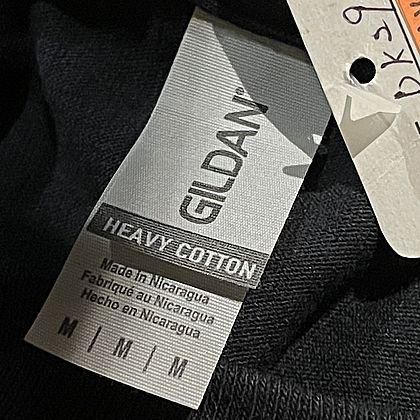 GILDAN®
HEAVY COTTON
Made in Nicaragua
Fabriqué au Nicaragua
Hecho en Nicaragua
M | M | M